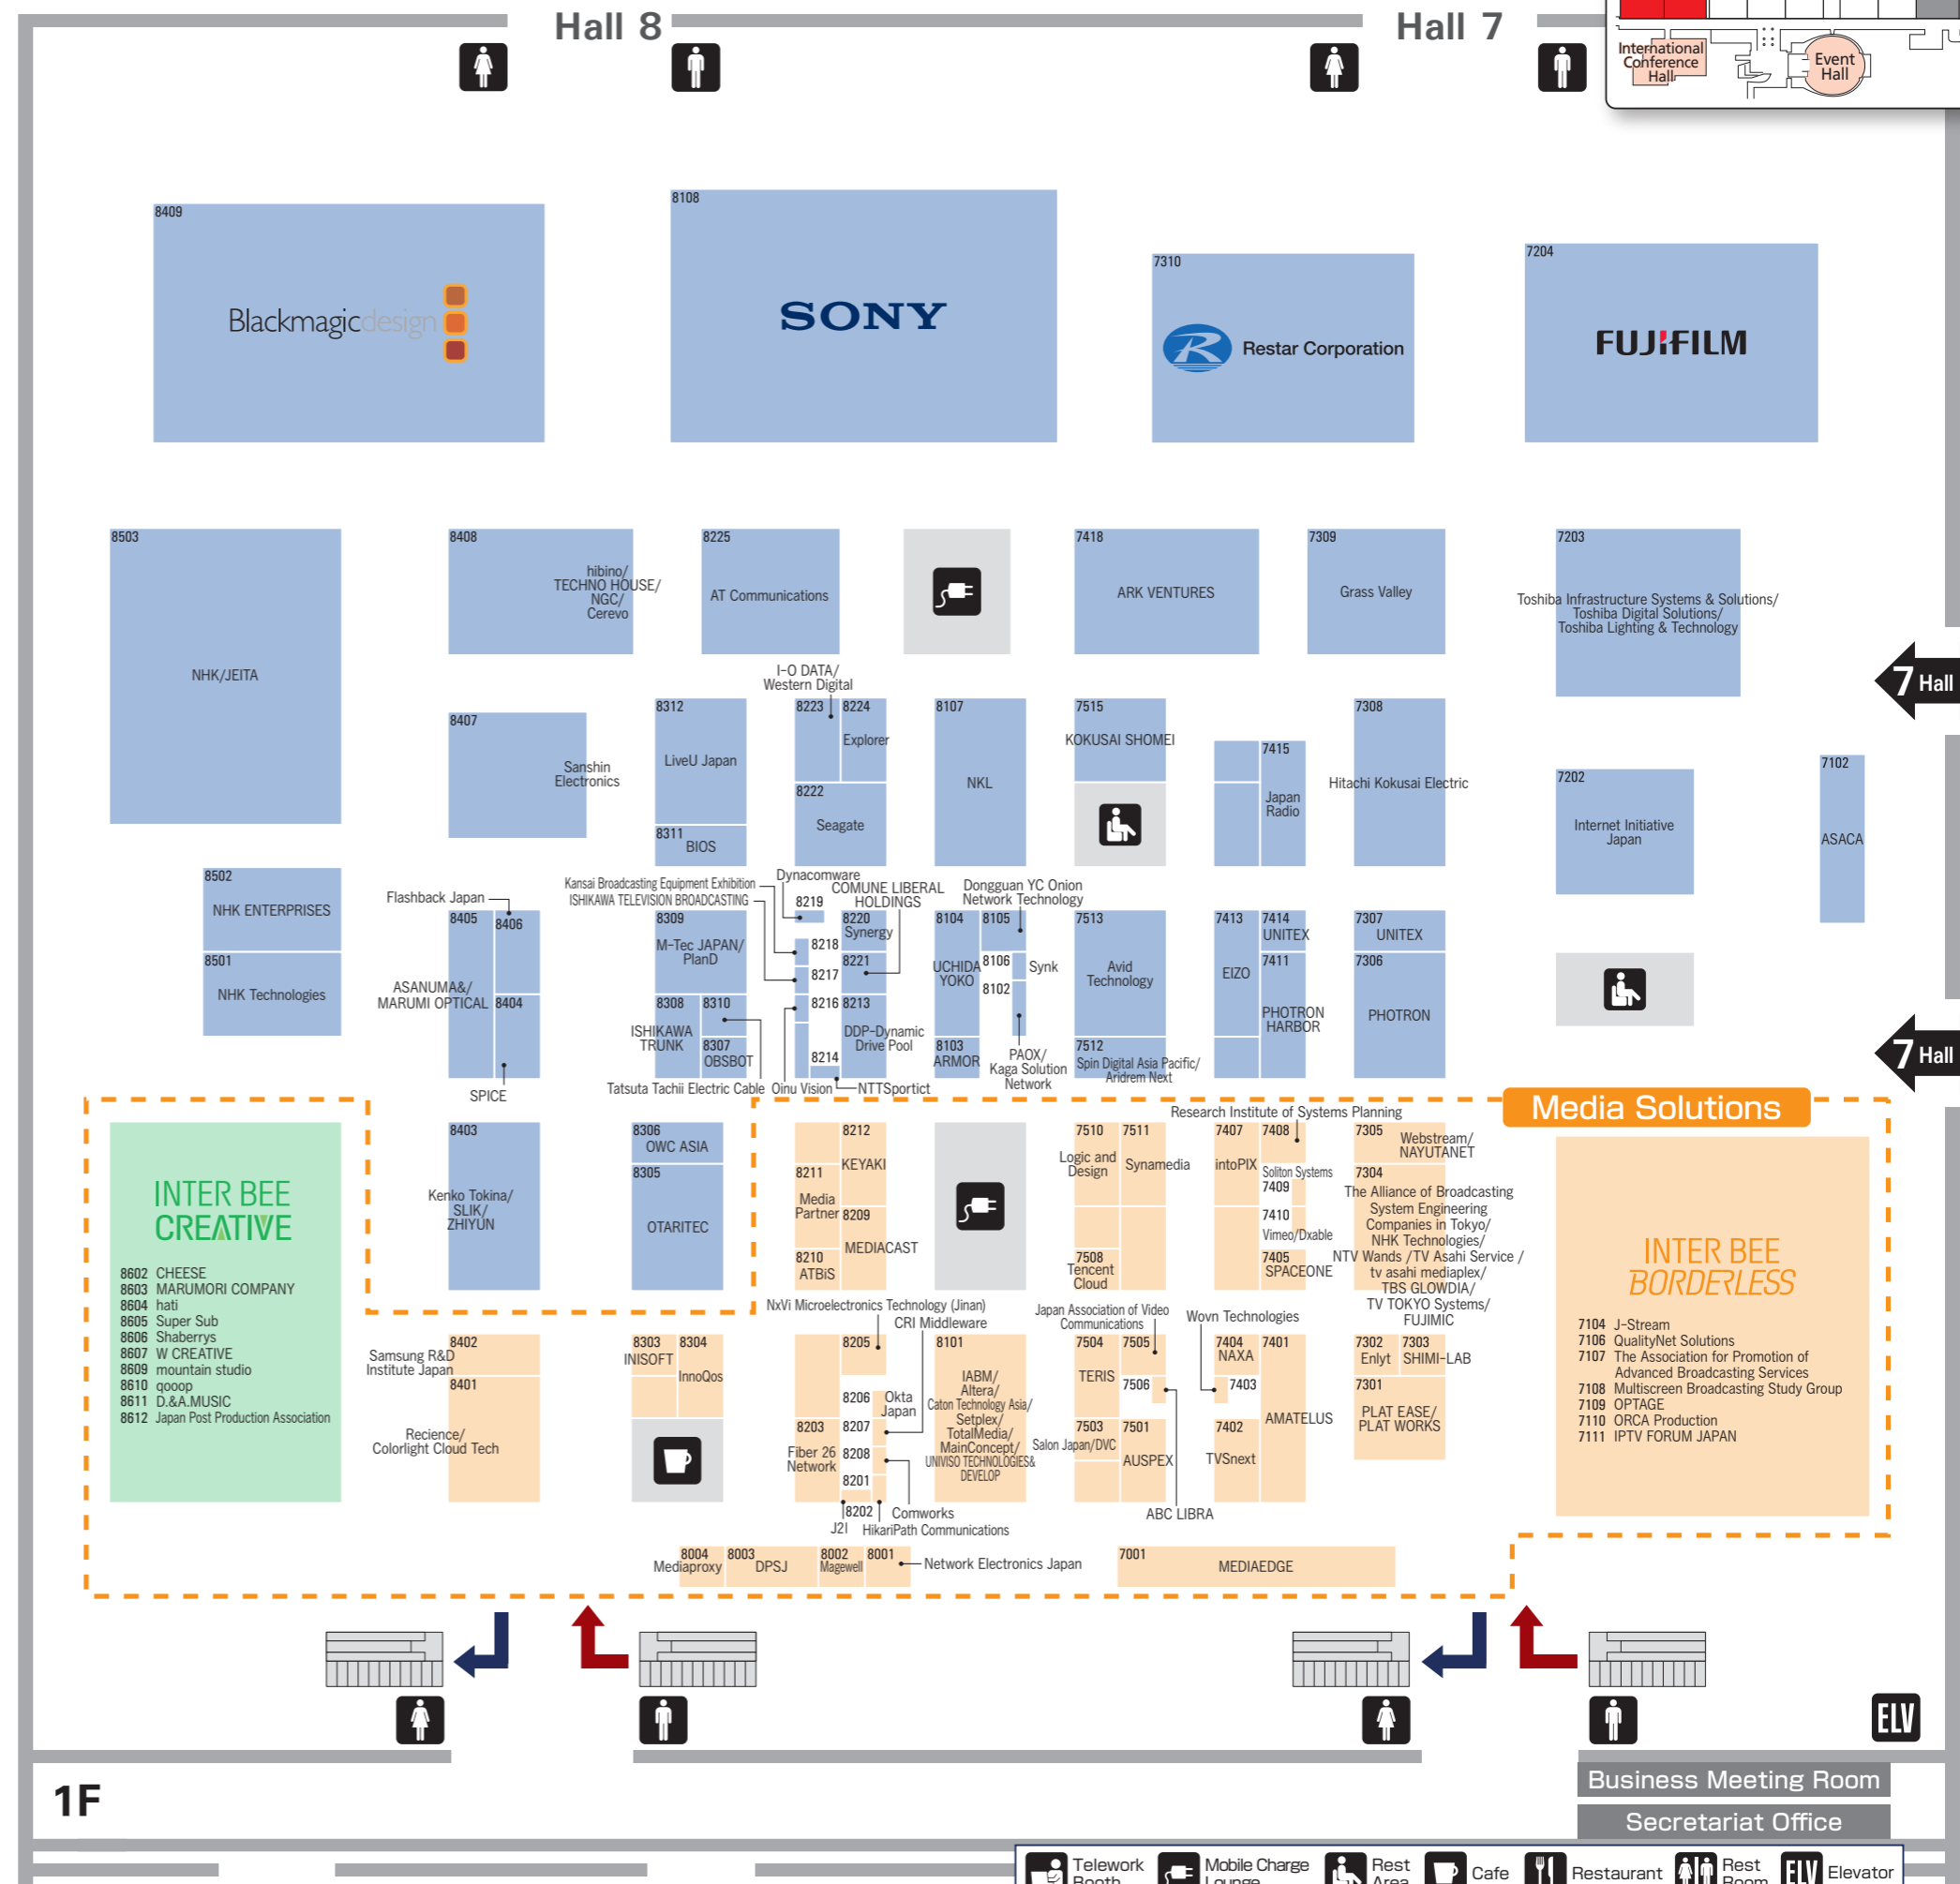 Hall 8
Hall 7
International
Conference
Hall
Event
Hall
8409
Blackmagicdesign
8108
SONY
7310
Restar Corporation
7204
FUJIFILM
8503
NHK/JEITA
8408
hibino/
TECHNO HOUSE/
NGC/
Cerevo
8225
AT Communications
7418
ARK VENTURES
7309
Grass Valley
7203
Toshiba Infrastructure Systems & Solutions/
Toshiba Digital Solutions/
Toshiba Lighting & Technology
7 Hall
8407
Sanshin
Electronics
8312
LiveU Japan
8311
BIOS
I-O DATA/
Western Digital
8223
8224
Explorer
8222
Seagate
8107
NKL
7515
KOKUSAI SHOMEI
7415
Japan
Radio
7308
Hitachi Kokusai Electric
7202
Internet Initiative
Japan
7102
ASACA
8502
NHK ENTERPRISES
8501
NHK Technologies
Flashback Japan
8405
8406
ASANUMA&/
MARUMI OPTICAL
8404
SPICE
Kansai Broadcasting Equipment Exhibition
ISHIKAWA TELEVISION BROADCASTING
8309
M-Tec JAPAN/
PlanD
8308
8310
ISHIKAWA
TRUNK
8307
OBSBOT
Tatsuta Tachii Electric Cable
Oinu Vision
NTTSportict
Dynacomware
8219
COMUNE LIBERAL
HOLDINGS
8220
Synergy
8218
8221
8217
8216
8213
DDP-Dynamic
Drive Pool
8214
Dongguan YC Onion
Network Technology
8104
8105
UCHIDA
YOKO
8106
Synk
8102
8103
ARMOR
PAOX/
Kaga Solution
Network
7513
Avid
Technology
7512
Spin Digital Asia Pacific/
Aridrem Next
7413
EIZO
7414
UNITEX
7411
PHOTRON
HARBOR
7307
UNITEX
7306
PHOTRON
7 Hall
Media Solutions
INTER BEE
CREATIVE
8602 CHEESE
8603 MARUMORI COMPANY
8604 hati
8605 Super Sub
8606 Shaberrys
8607 W CREATIVE
8609 mountain studio
8610 qooop
8611 D.&A.MUSIC
8612 Japan Post Production Association
8403
Kenko Tokina/
SLIK/
ZHIYUN
8306
OWC ASIA
8305
OTARITEC
8212
KEYAKI
8211
Media
Partner
8209
MEDIACAST
8210
ATBiS
7510
Logic and
Design
7511
Synamedia
7508
Tencent
Cloud
Research Institute of Systems Planning
7407
intoPIX
7408
Soliton Systems
7409
7410
Vimeo/Dxable
7405
SPACEONE
7305
Webstream/
NAYUTANET
7304
The Alliance of Broadcasting
System Engineering
Companies in Tokyo/
NHK Technologies/
NTV Wands /TV Asahi Service /
tv asahi mediaplex/
TBS GLOWDIA/
TV TOKYO Systems/
FUJIMIC
INTER BEE
BORDERLESS
7104 J-Stream
7106 QualityNet Solutions
7107 The Association for Promotion of
Advanced Broadcasting Services
7108 Multiscreen Broadcasting Study Group
7109 OPTAGE
7110 ORCA Production
7111 IPTV FORUM JAPAN
8402
Samsung R&D
Institute Japan
8401
Recience/
Colorlight Cloud Tech
8303
INISOFT
8304
InnoQos
NxVi Microelectronics Technology (Jinan)
CRI Middleware
8205
8206
Okta
Japan
8207
8203
Fiber 26
Network
8208
8201
8202
Comworks
J2I
HikariPath Communications
8101
IABM/
Altera/
Caton Technology Asia/
Setplex/
TotalMedia/
MainConcept/
UNIVISO TECHNOLOGIES&
DEVELOP
Japan Association of Video
Communications
7504
TERIS
7505
7506
7503
Salon Japan/DVC
7501
AUSPEX
ABC LIBRA
Wovn Technologies
7404
NAXA
7403
7402
TVSnext
7401
AMATELUS
7302
Enlyt
7303
SHIMI-LAB
7301
PLAT EASE/
PLAT WORKS
8004
Mediaproxy
8003
DPSJ
8002
Magewell
8001
Network Electronics Japan
7001
MEDIAEDGE
ELV
1F
Business Meeting Room
Secretariat Office
Telework
Booth
Mobile Charge
Lounge
Rest
Area
Cafe
Restaurant
Rest
Room
ELV Elevator